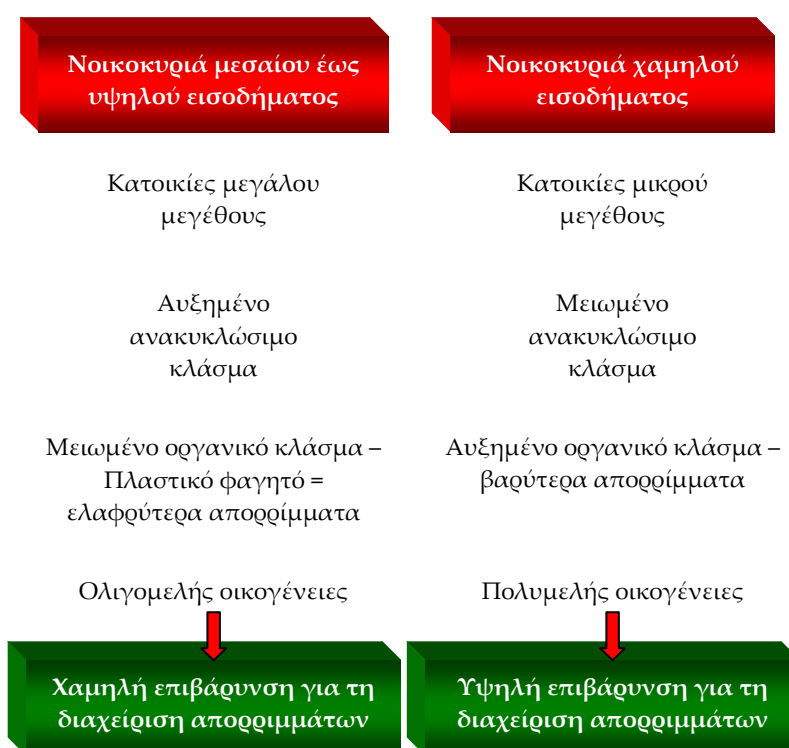 Νοικοκυριά μεσαίου έως
υψηλού εισοδήματος
Κατοικίες μεγάλου
μεγέθους
Αυξημένο
ανακυκλώσιμο
κλάσμα
Μειωμένο οργανικό κλάσμα –
Πλαστικό φαγητό =
ελαφρύτερα απορρίμματα
Ολιγομελής οικογένειες
Χαμηλή επιβάρυνση για τη
διαχείριση απορριμμάτων
Νοικοκυριά χαμηλού
εισοδήματος
Κατοικίες μικρού
μεγέθους
Μειωμένο
ανακυκλώσιμο
κλάσμα
Αυξημένο οργανικό κλάσμα –
βαρύτερα απορρίμματα
Πολυμελής οικογένειες
Υψηλή επιβάρυνση για τη
διαχείριση απορριμμάτων